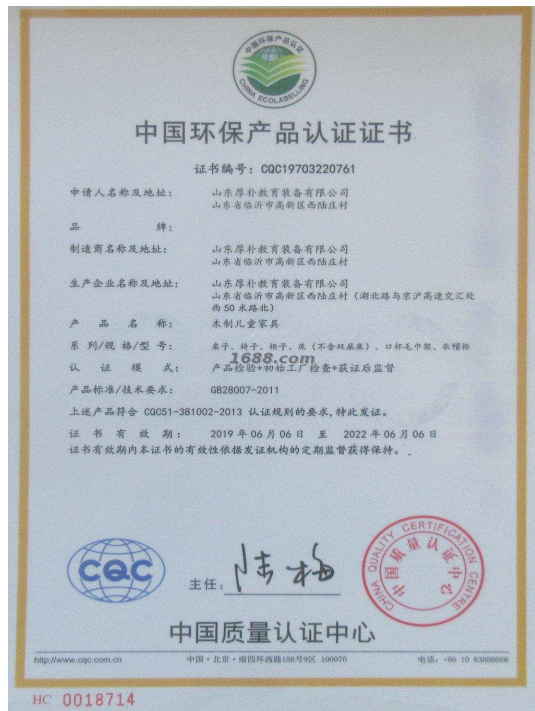 中国环保产品认证
CHINA ECOLABELLING
中国环保产品认证证书
证书编号: CQC19703220761
申请人名称及地址: 山东厚朴教育装备有限公司
山东省临沂市高新区西陆庄村
品 牌:
制造商名称及地址: 山东厚朴教育装备有限公司
山东省临沂市高新区西陆庄村
生产企业名称及地址: 山东厚朴教育装备有限公司
山东省临沂市高新区西陆庄村（湖北路与京沪高速交汇处
西50米路北）
产 品 名 称: 木制儿童家具
系列/规格/型号: 桌子、椅子、柜子、床（不含双层床）、口杯毛巾架、衣帽柜
1688.com
认 证 模 式: 产品检验+初始工厂检查+获证后监督
产品标准/技术要求: GB28007-2011
上述产品符合 CQC51-381002-2013 认证规则的要求,特此发证。
证 书 有 效 期: 2019年06月06日 至 2022年06月06日
证书有效期内本证书的有效性依据发证机构的定期监督获得保持。
CQC
主任: 陆梅
CHINA QUALITY CERTIFICATION CENTRE
中国质量认证中心
中国质量认证中心
http://www.cqc.com.cn
中国·北京·南四环西路188号9区 100070
电话: +86 10 83886666
HC 0018714